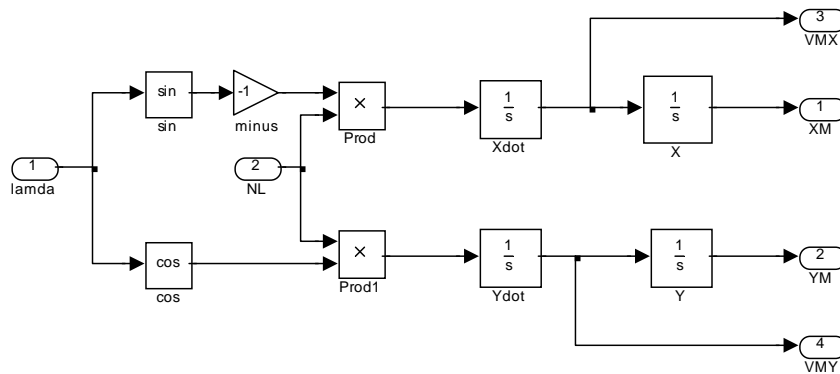 3
VMX
sin
sin
-1
minus
×
Prod
1
s
Xdot
1
s
X
1
XM
1
lamda
2
NL
cos
cos
×
Prod1
1
s
Ydot
1
s
Y
2
YM
4
VMY